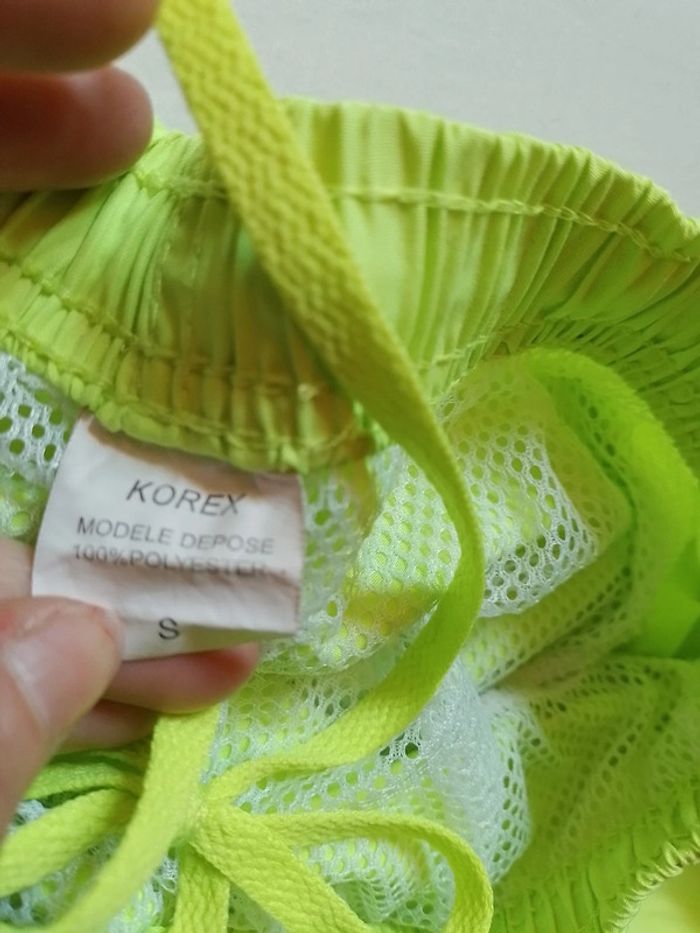 KOREX
MODELE DEPOSE
100%POLYESTER
S